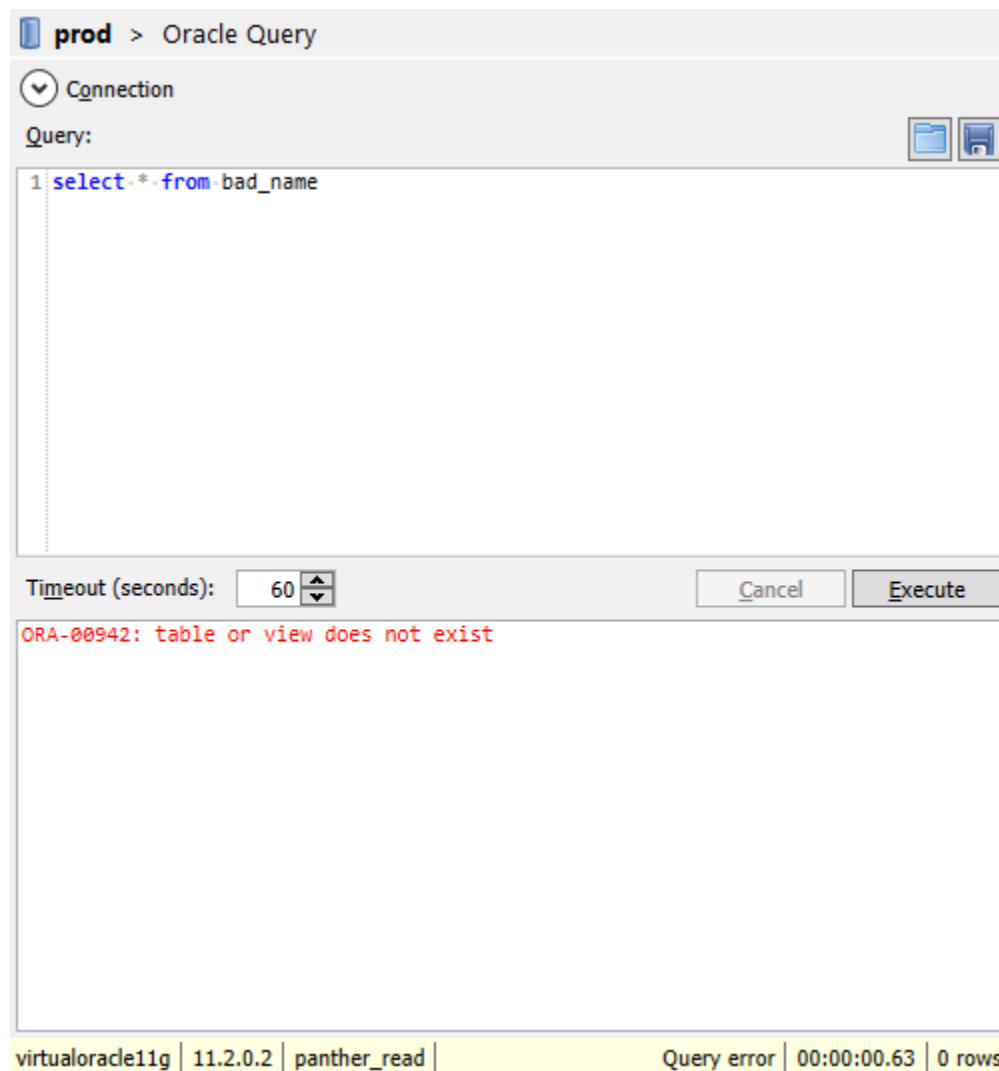 prod > Oracle Query
Connection
Query:
1 select * from bad_name
Timeout (seconds): 60 Cancel Execute
ORA-00942: table or view does not exist
virtualoracle11g 11.2.0.2 panther_read Query error 00:00:00.63 0 rows